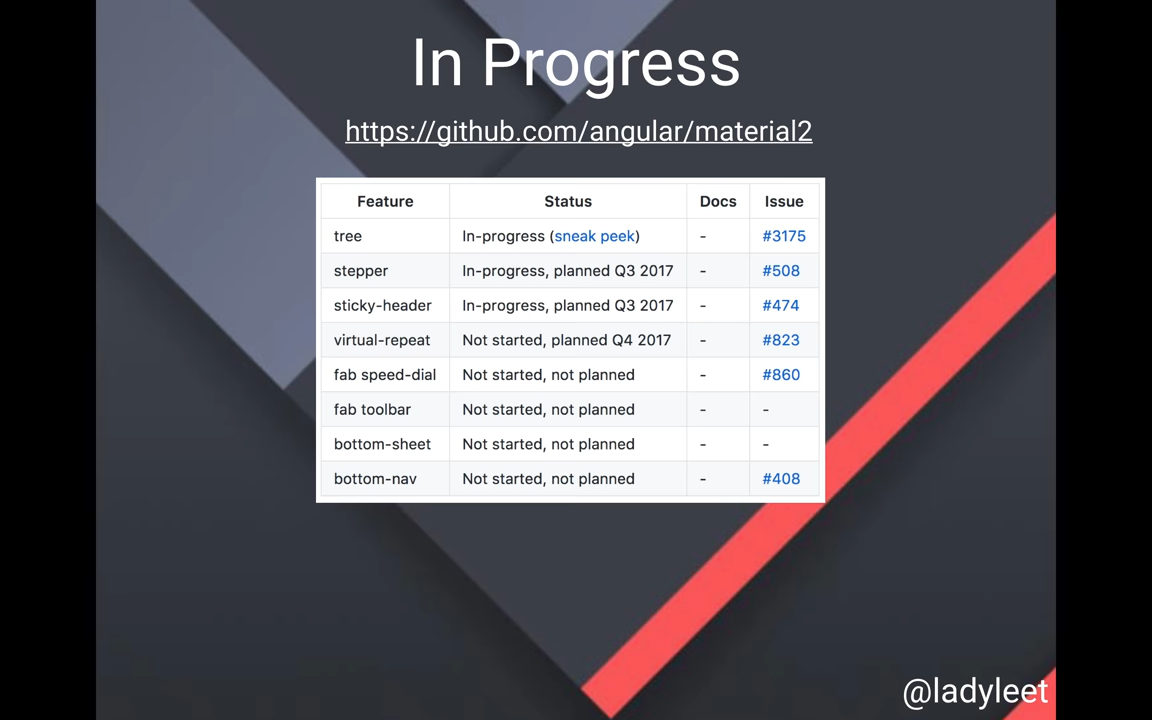 In Progress
https://github.com/angular/material2
Feature Status Docs Issue
tree In-progress (sneak peek) - #3175
stepper In-progress, planned Q3 2017 - #508
sticky-header In-progress, planned Q3 2017 - #474
virtual-repeat Not started, planned Q4 2017 - #823
fab speed-dial Not started, not planned - #860
fab toolbar Not started, not planned - -
bottom-sheet Not started, not planned - -
bottom-nav Not started, not planned - #408
@ladyleet